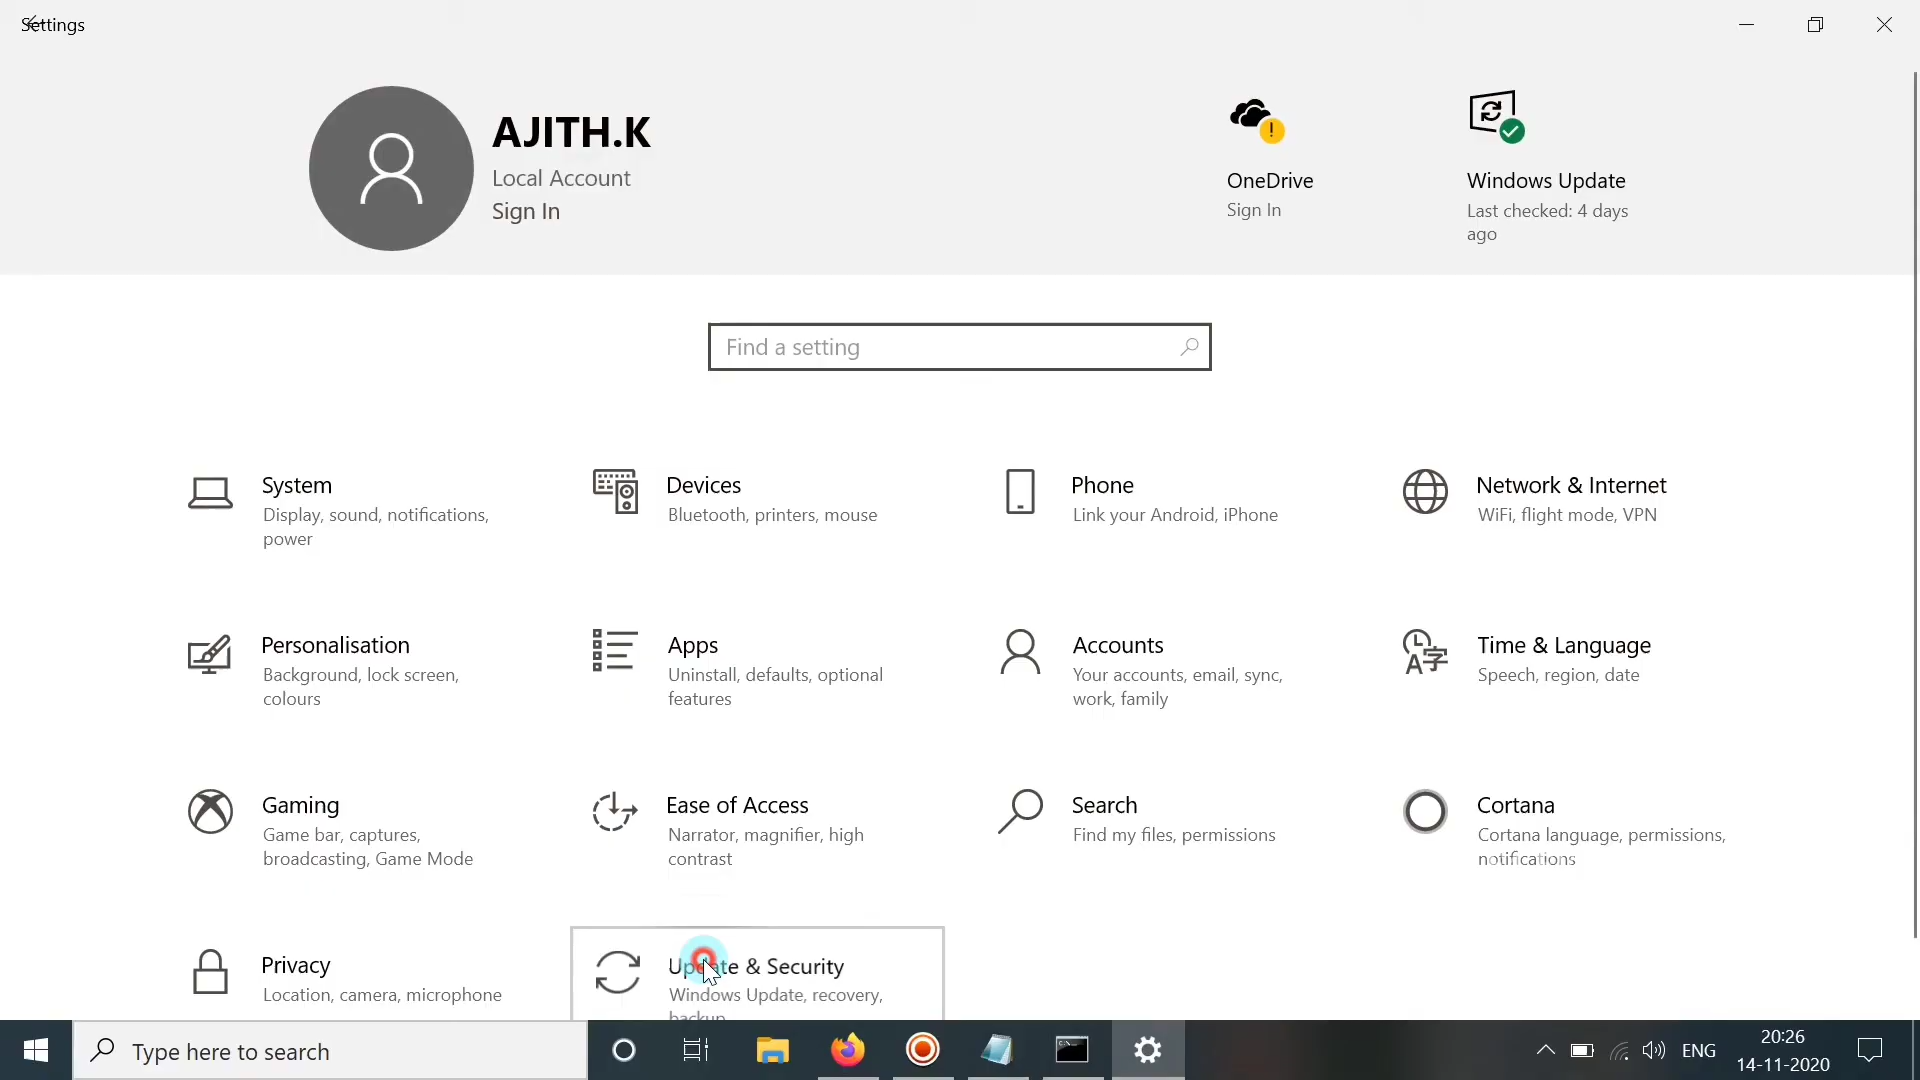 Settings
AJITH.K
Local Account
Sign In
OneDrive
Sign In
Windows Update
Last checked: 4 days
ago
Find a setting
System
Display, sound, notifications,
power
Devices
Bluetooth, printers, mouse
Phone
Link your Android, iPhone
Network & Internet
WiFi, flight mode, VPN
Personalisation
Background, lock screen,
colours
Apps
Uninstall, defaults, optional
features
Accounts
Your accounts, email, sync,
work, family
Time & Language
Speech, region, date
Gaming
Game bar, captures,
broadcasting, Game Mode
Ease of Access
Narrator, magnifier, high
contrast
Search
Find my files, permissions
Cortana
Cortana language, permissions,
notifications
Privacy
Location, camera, microphone
Update & Security
Windows Update, recovery,
backup
Type here to search
ENG
20:26
14-11-2020